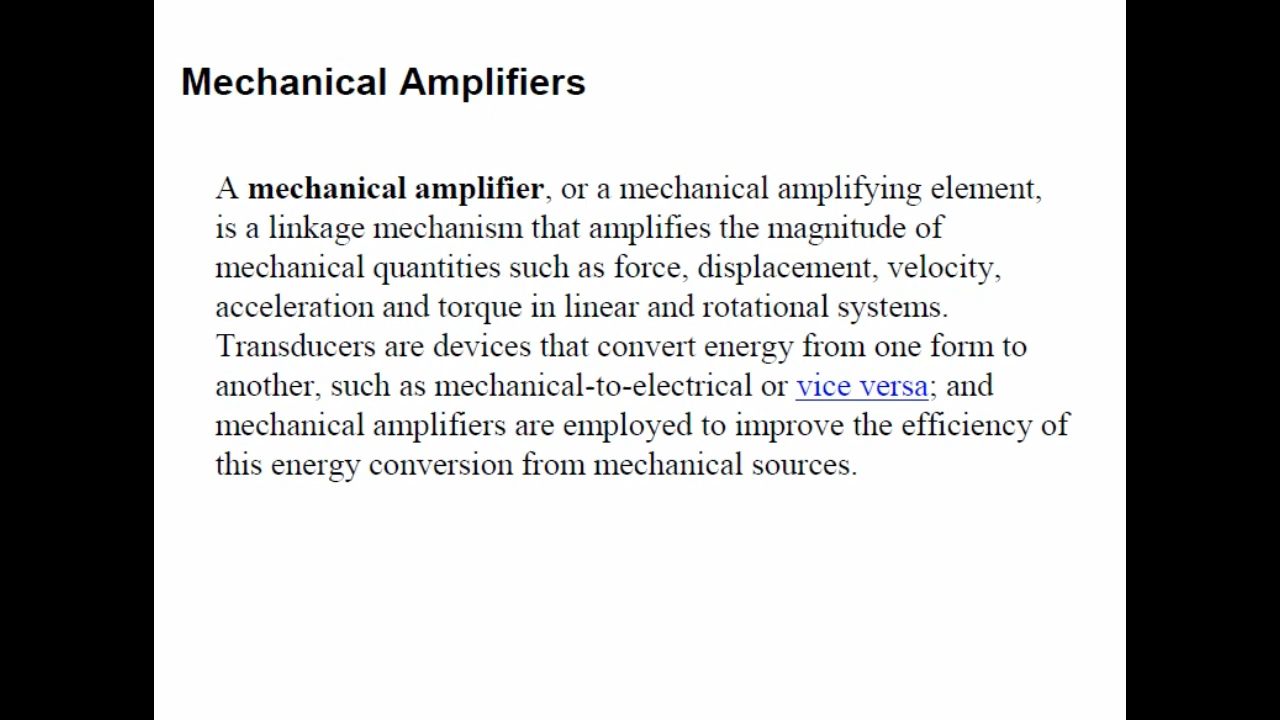 Mechanical Amplifiers
A mechanical amplifier, or a mechanical amplifying element,
is a linkage mechanism that amplifies the magnitude of
mechanical quantities such as force, displacement, velocity,
acceleration and torque in linear and rotational systems.
Transducers are devices that convert energy from one form to
another, such as mechanical-to-electrical or vice versa; and
mechanical amplifiers are employed to improve the efficiency of
this energy conversion from mechanical sources.